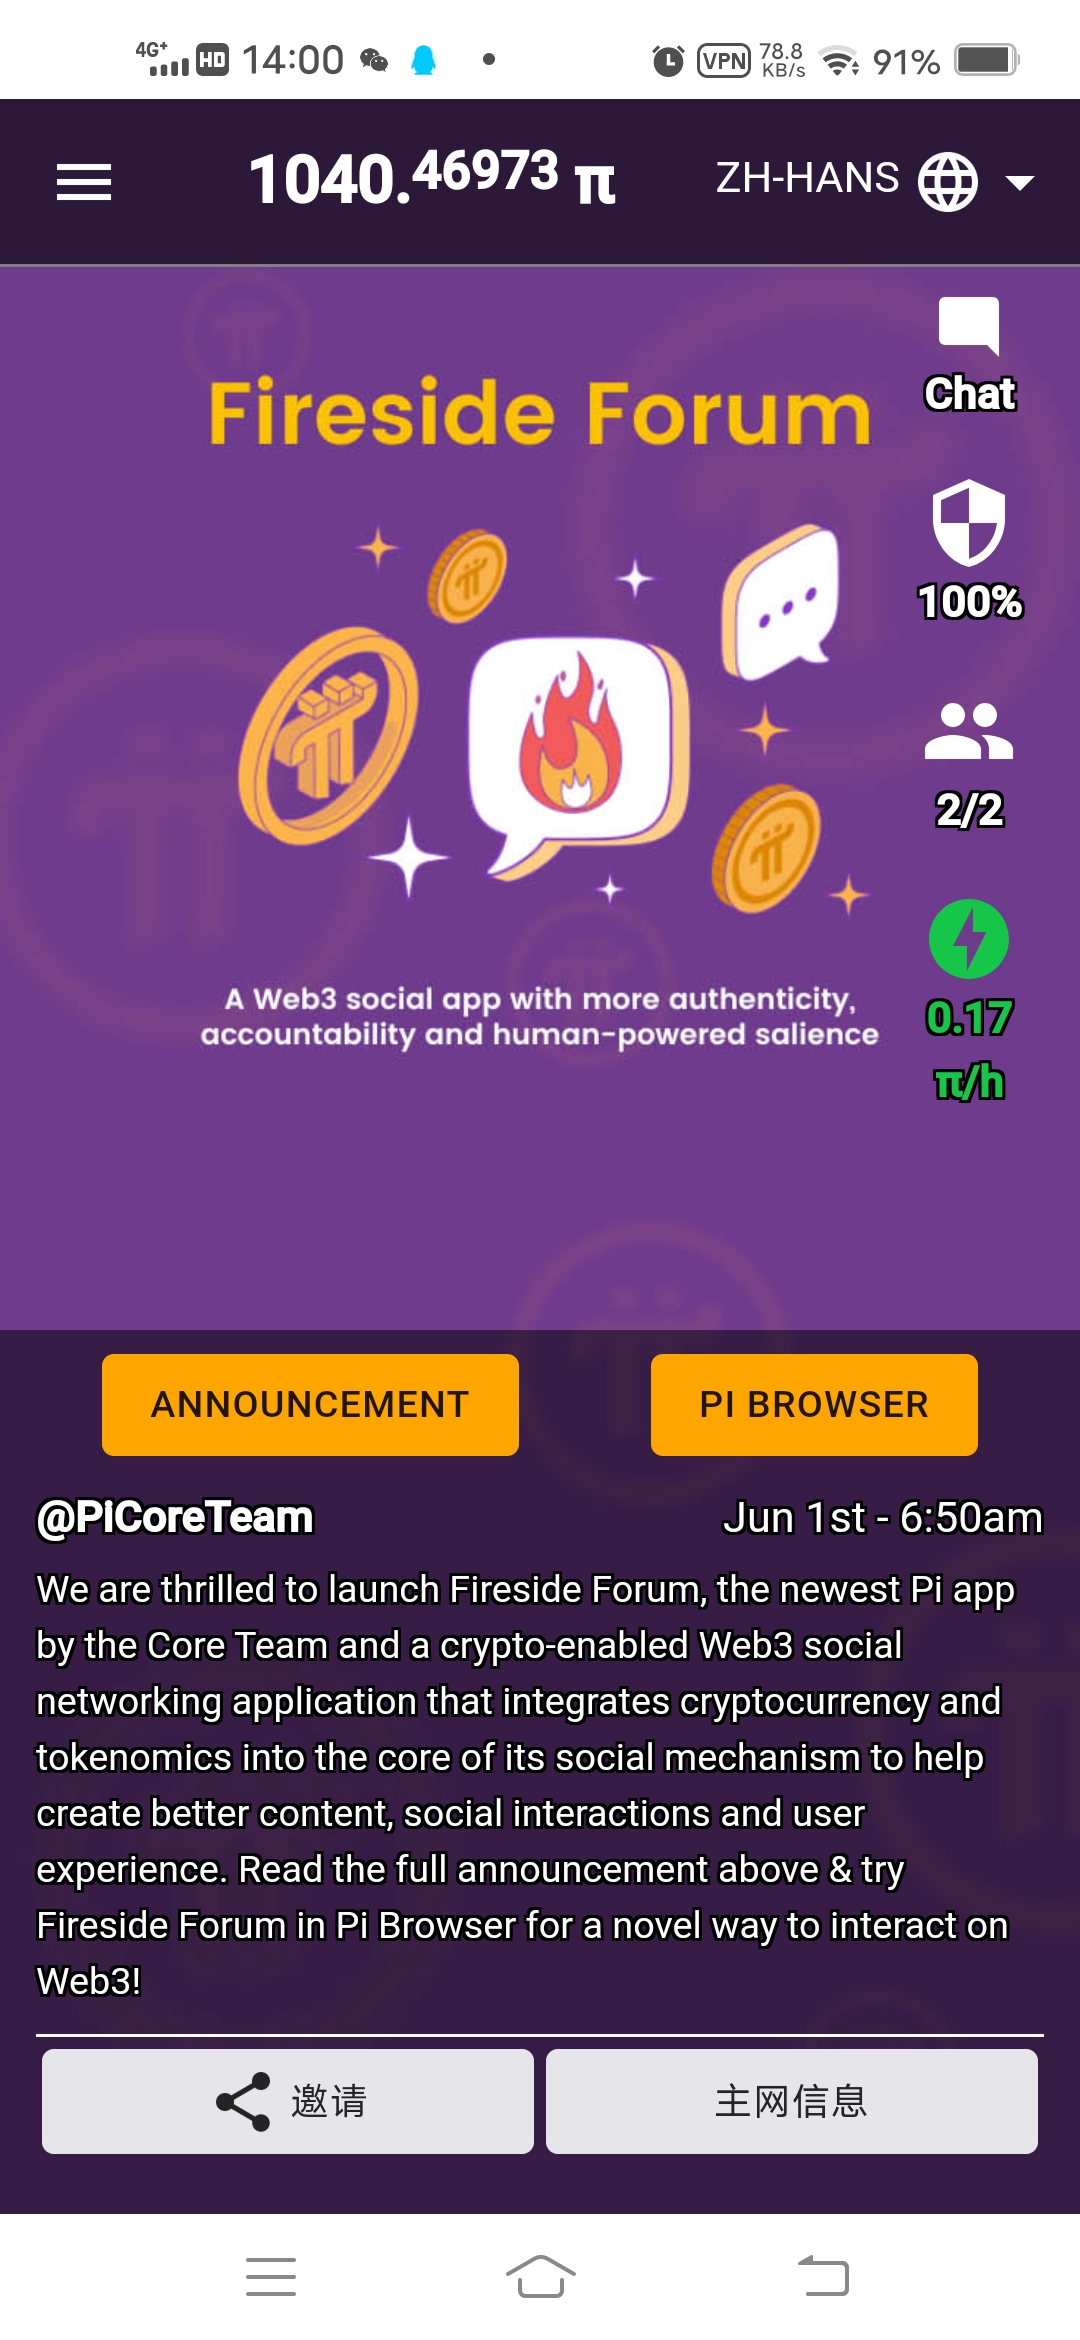 4G+ HD 14:00 VPN 78.8 KB/s 91%
1040.46973 π ZH-HANS
Fireside Forum
Chat
100%
2/2
0.17
π/h
A Web3 social app with more authenticity,
accountability and human-powered salience
ANNOUNCEMENT PI BROWSER
@PiCoreTeam Jun 1st - 6:50am
We are thrilled to launch Fireside Forum, the newest Pi app
by the Core Team and a crypto-enabled Web3 social
networking application that integrates cryptocurrency and
tokenomics into the core of its social mechanism to help
create better content, social interactions and user
experience. Read the full announcement above & try
Fireside Forum in Pi Browser for a novel way to interact on
Web3!
邀请 主网信息